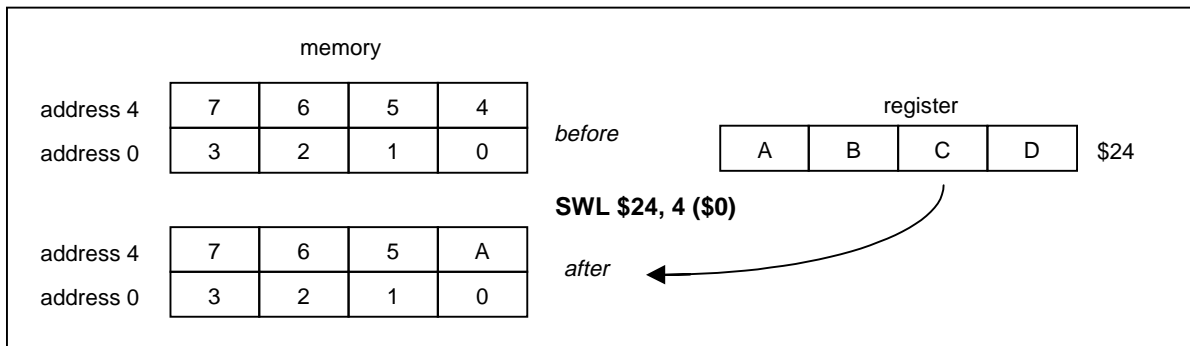 memory
address 4 7 6 5 4
address 0 3 2 1 0
before
register
A B C D $24
SWL $24, 4 ($0)
address 4 7 6 5 A
address 0 3 2 1 0
after